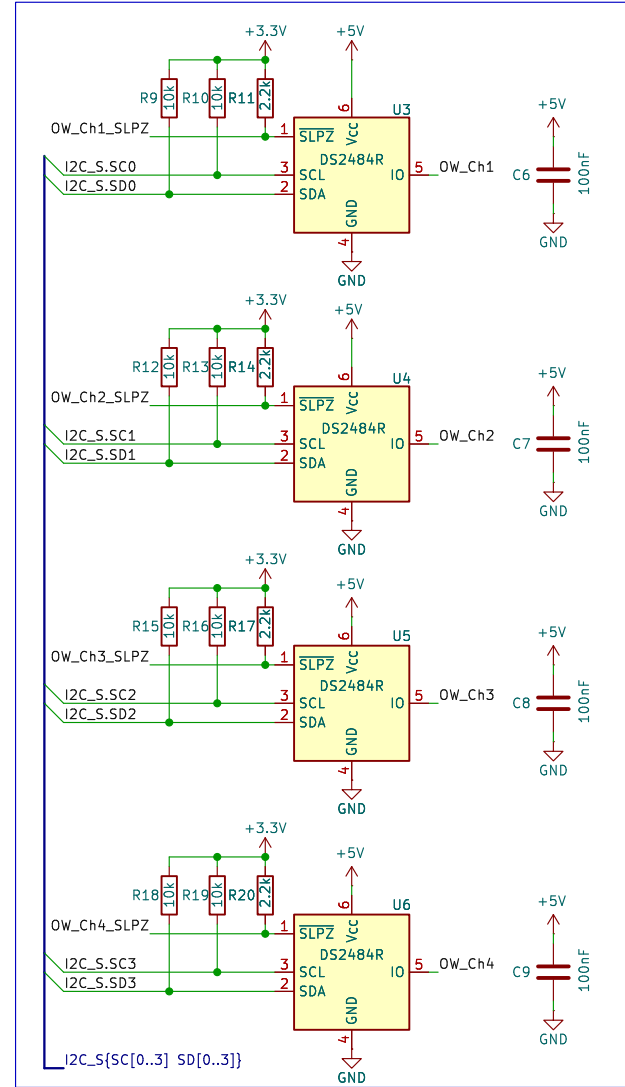 +3.3V
+5V
R9
10k
R10
10k
R11
2.2k
U3
+5V
OW_Ch1_SLPZ
1
SLPZ
6
Vcc
DS2484R
I2C_S.SC0
3
SCL
IO
5
OW_Ch1
C6
100nF
I2C_S.SD0
2
SDA
GND
4
GND
GND
+3.3V
+5V
R12
10k
R13
10k
R14
2.2k
U4
+5V
OW_Ch2_SLPZ
1
SLPZ
6
Vcc
DS2484R
I2C_S.SC1
3
SCL
IO
5
OW_Ch2
C7
100nF
I2C_S.SD1
2
SDA
GND
4
GND
GND
+3.3V
+5V
R15
10k
R16
10k
R17
2.2k
U5
+5V
OW_Ch3_SLPZ
1
SLPZ
6
Vcc
DS2484R
I2C_S.SC2
3
SCL
IO
5
OW_Ch3
C8
100nF
I2C_S.SD2
2
SDA
GND
4
GND
GND
+3.3V
+5V
R18
10k
R19
10k
R20
2.2k
U6
+5V
OW_Ch4_SLPZ
1
SLPZ
6
Vcc
DS2484R
I2C_S.SC3
3
SCL
IO
5
OW_Ch4
C9
100nF
I2C_S.SD3
2
SDA
GND
4
GND
GND
I2C_S{SC[0..3] SD[0..3]}